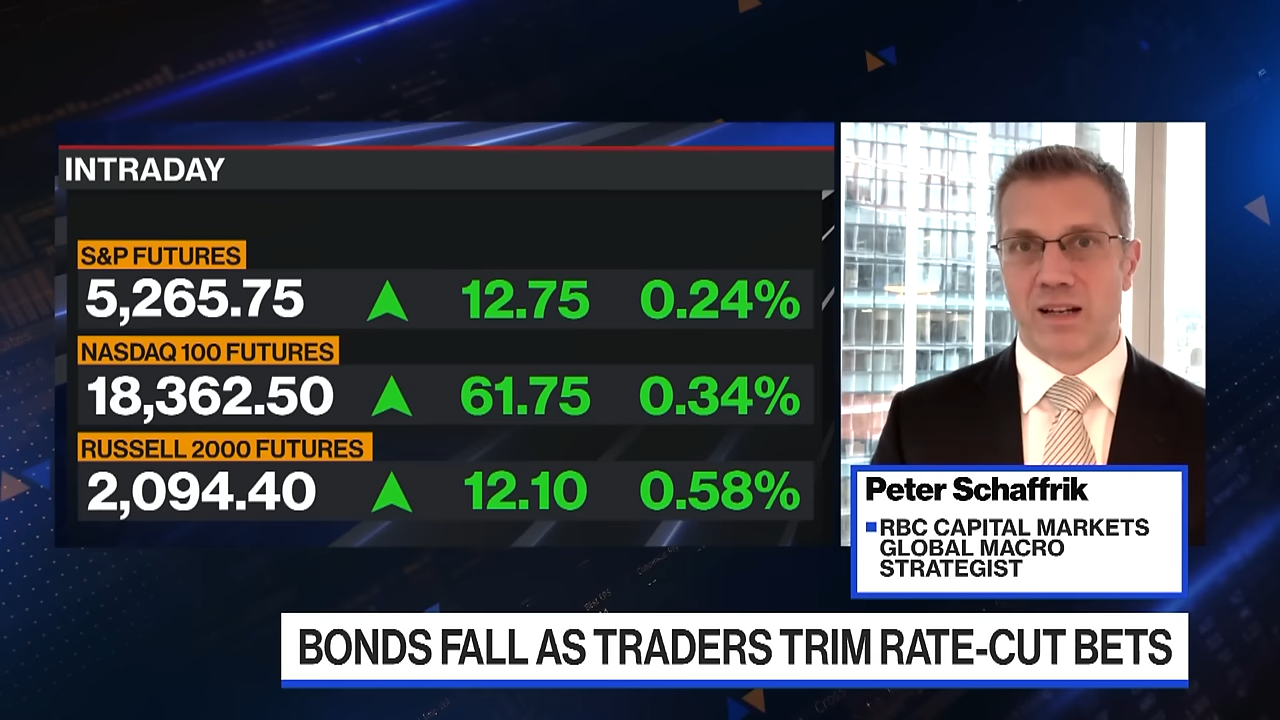 INTRADAY
S&P FUTURES
5,265.75 ▲ 12.75 0.24%
NASDAQ 100 FUTURES
18,362.50 ▲ 61.75 0.34%
RUSSELL 2000 FUTURES
2,094.40 ▲ 12.10 0.58%
Peter Schaffrik
RBC CAPITAL MARKETS
GLOBAL MACRO
STRATEGIST
BONDS FALL AS TRADERS TRIM RATE-CUT BETS